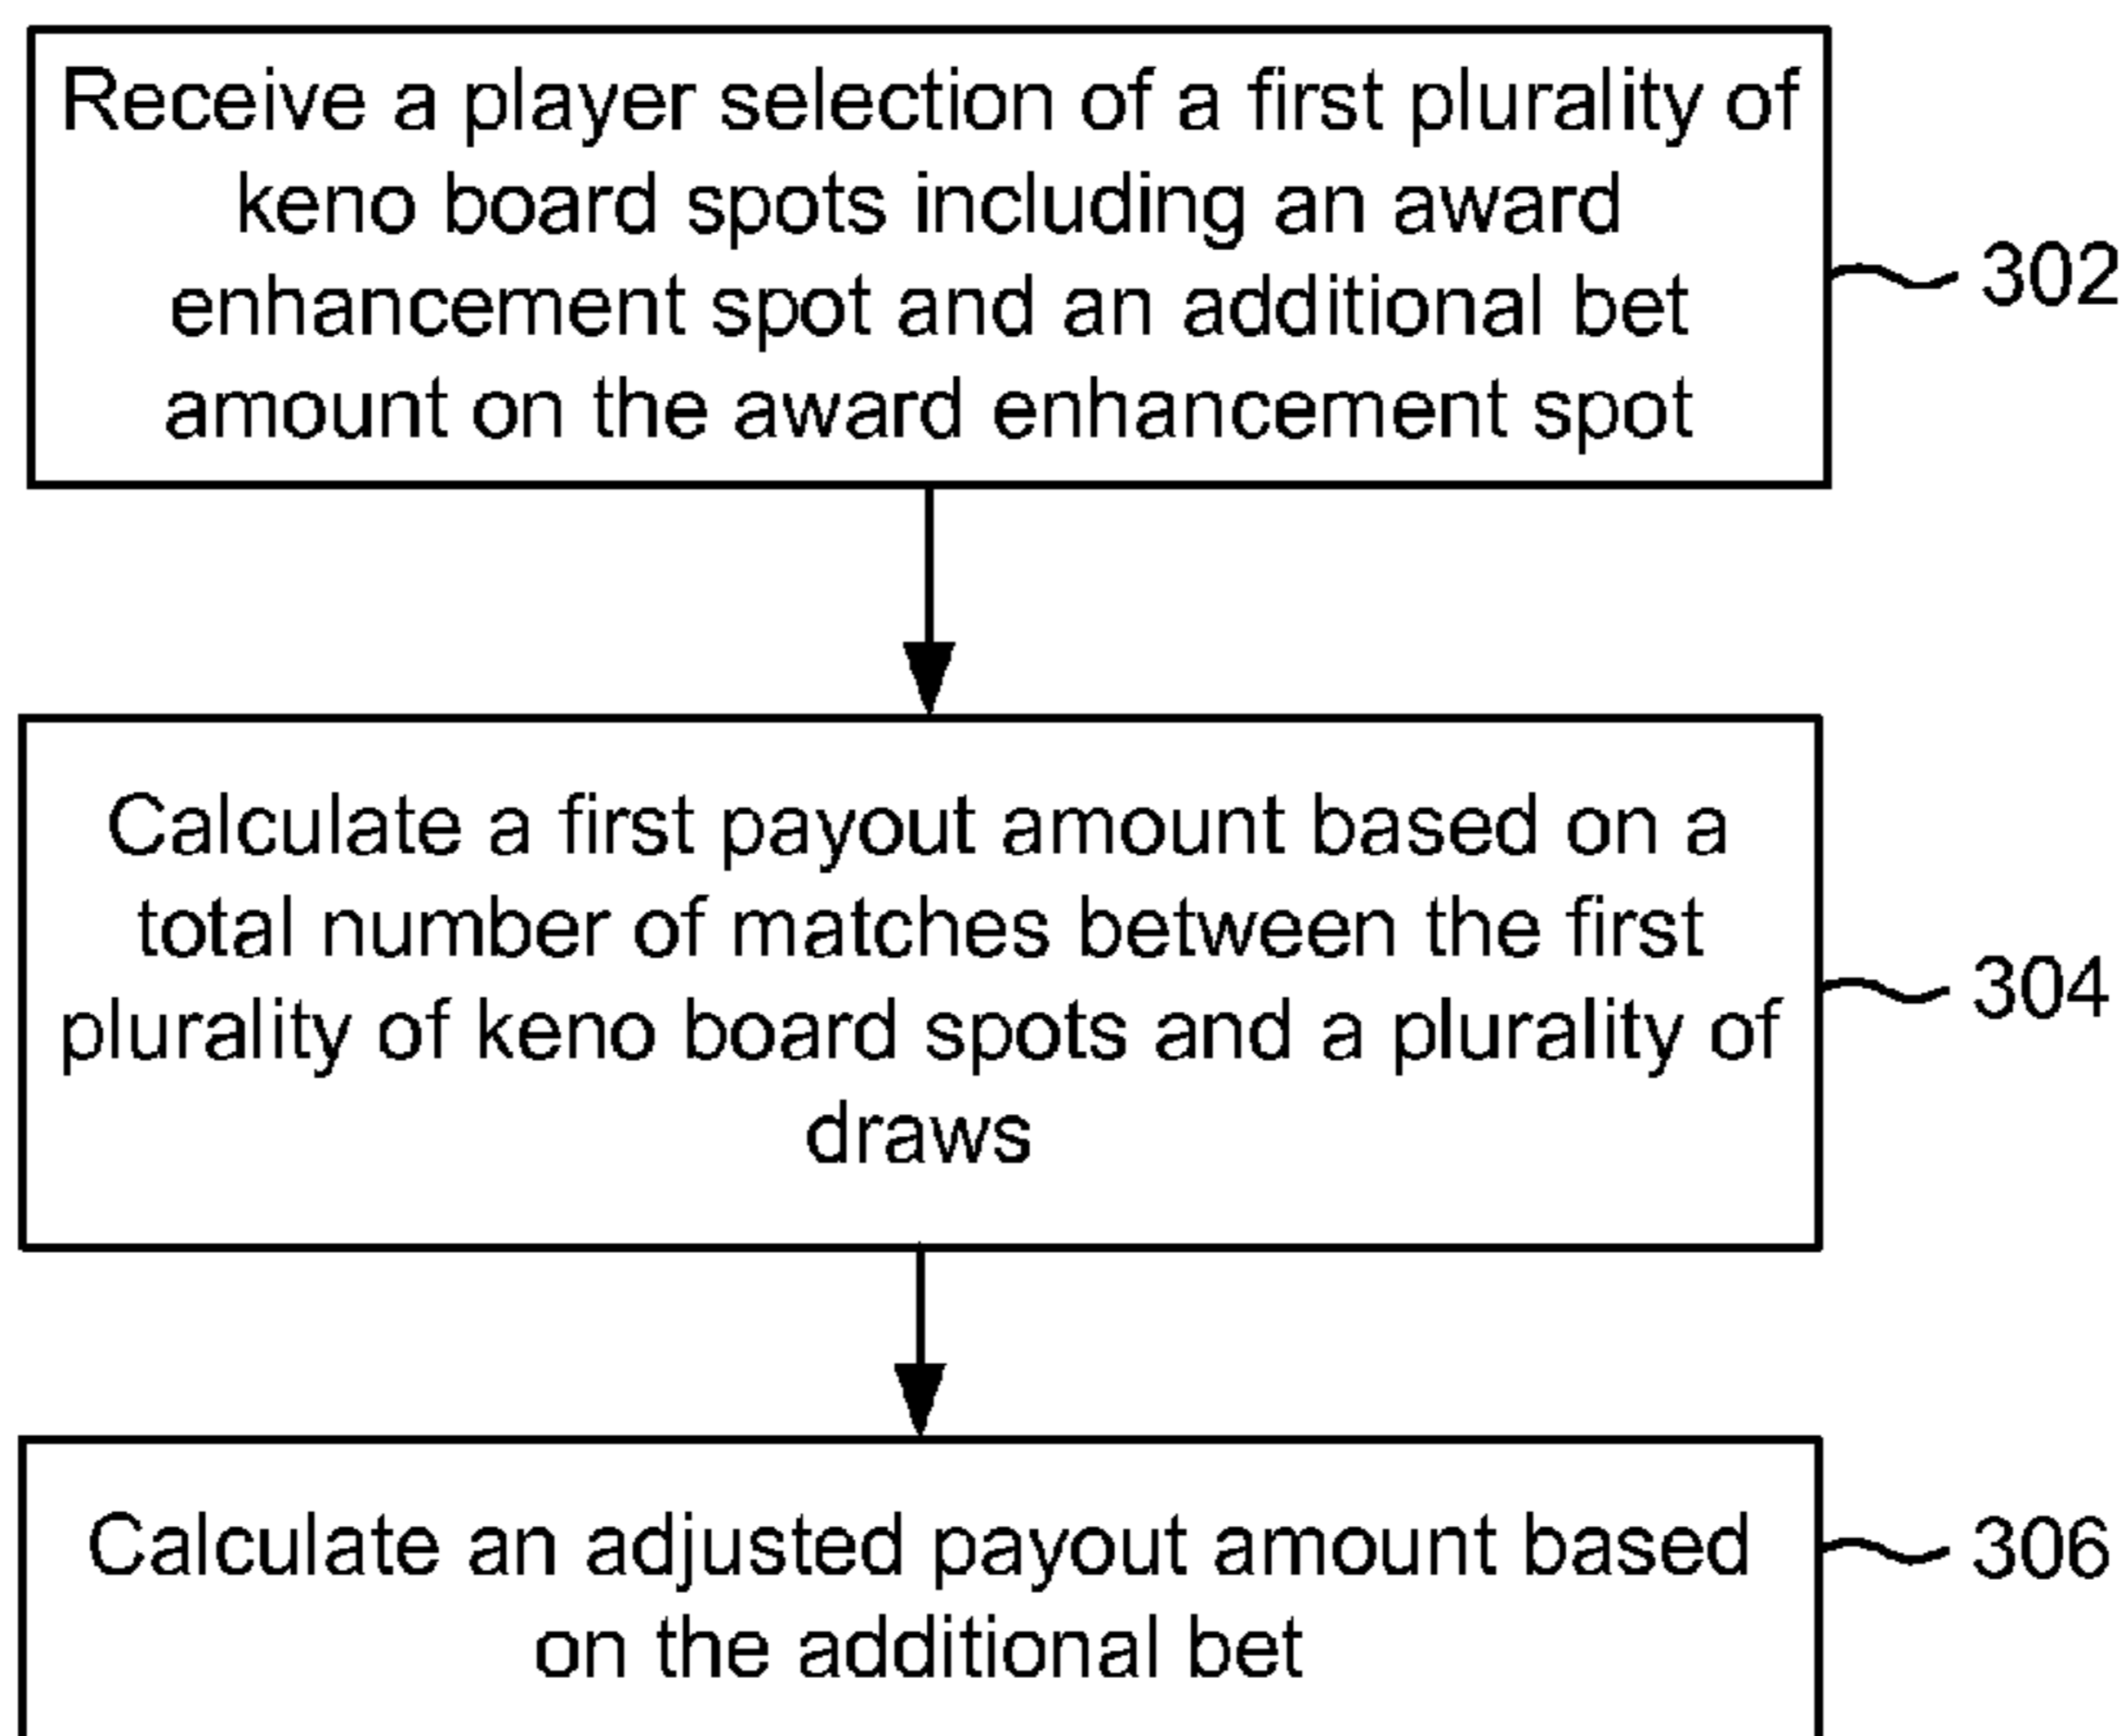 Receive a player selection of a first plurality of
keno board spots including an award
enhancement spot and an additional bet
amount on the award enhancement spot
302
Calculate a first payout amount based on a
total number of matches between the first
plurality of keno board spots and a plurality of
draws
304
Calculate an adjusted payout amount based
on the additional bet
306